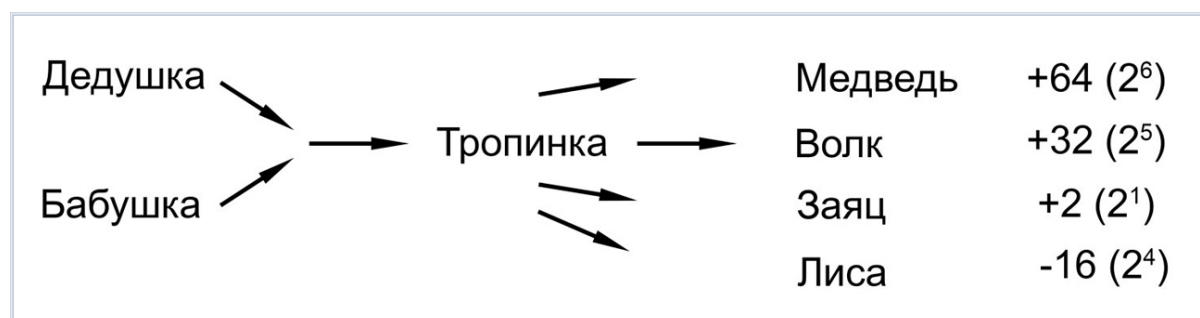 Дедушка
Бабушка
Тропинка
Медведь +64 (2⁶)
Волк +32 (2⁵)
Заяц +2 (2¹)
Лиса -16 (2⁴)